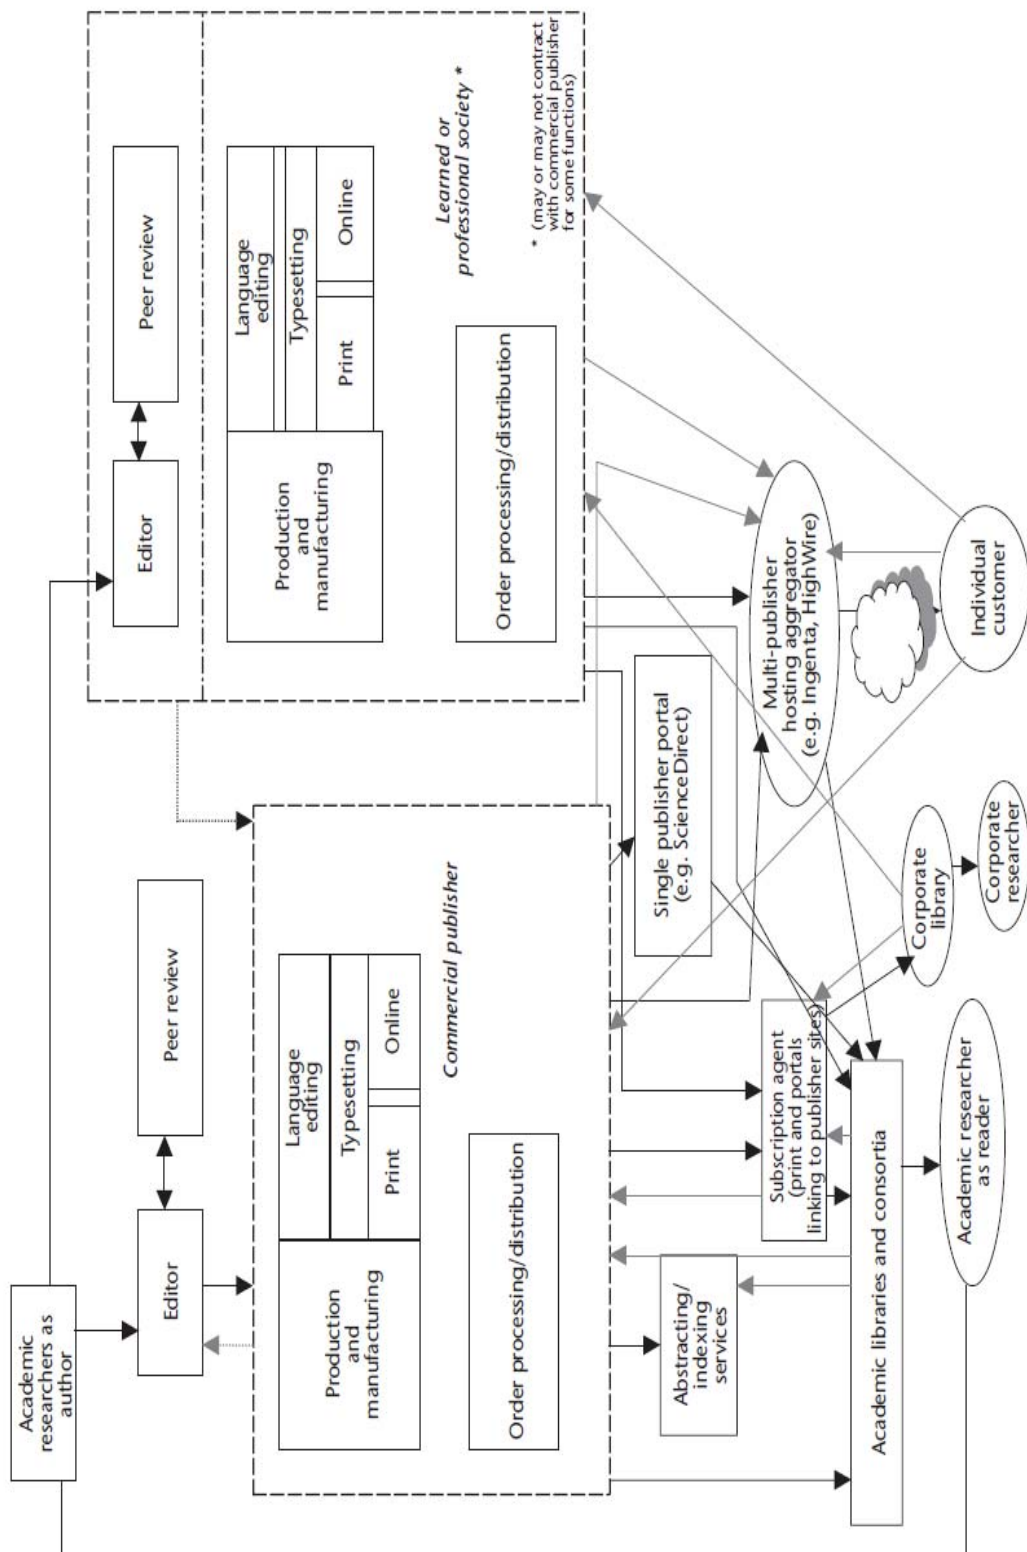 Academic
researchers as
author
Editor
Peer review
Production
and
manufacturing
Language
editing
Typesetting
Print
Online
Commercial publisher
Order processing/distribution
Editor
Peer review
Production
and
manufacturing
Language
editing
Typesetting
Print
Online
Learned or
professional society *
Order processing/distribution
* (may or may not contract
with commercial publisher
for some functions)
Abstracting/
indexing
services
Subscription agent
(print and portals
linking to publisher sites)
Single publisher portal
(e.g. ScienceDirect)
Multi-publisher
hosting aggregator
(e.g. Ingenta, HighWire)
Academic libraries and consortia
Corporate
library
Academic researcher
as reader
Corporate
researcher
Individual
customer